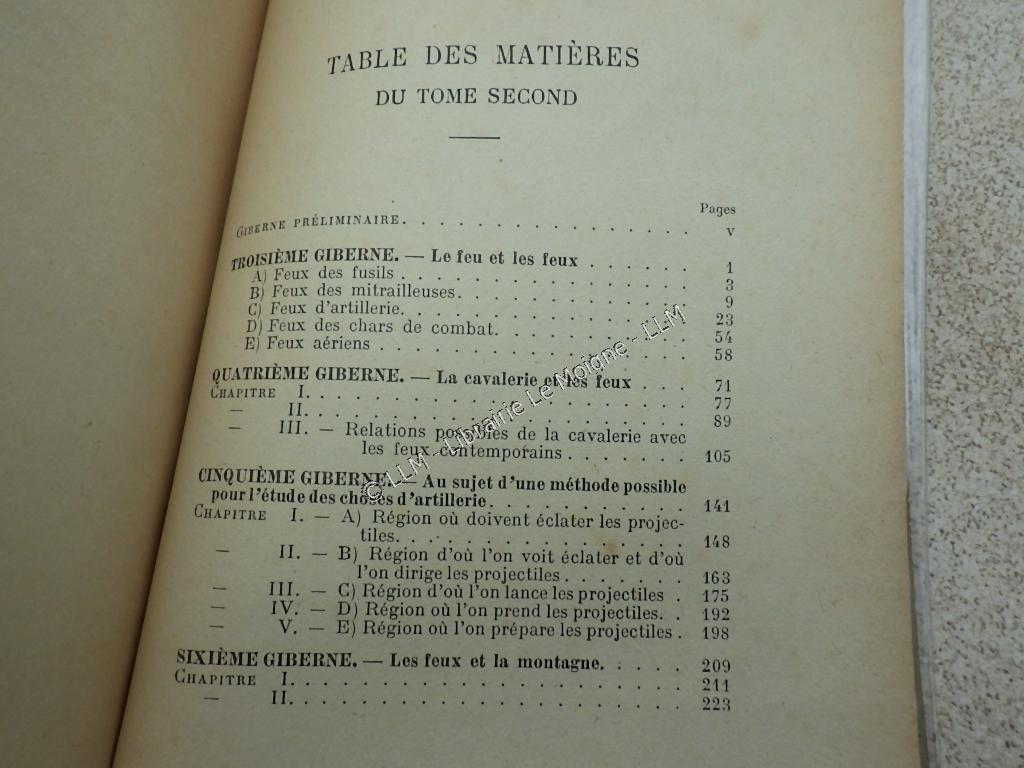 TABLE DES MATIÈRES
DU TOME SECOND
Pages
GIBERNE PRÉLIMINAIRE. . . . . . . . . . . . . . . . . V
TROISIÈME GIBERNE. — Le feu et les feux . . . . . . 1
A) Feux des fusils . . . . . . . . . . . . . . . . 3
B) Feux des mitrailleuses. . . . . . . . . . . . . 9
C) Feux d'artillerie. . . . . . . . . . . . . . . . 23
D) Feux des chars de combat. . . . . . . . . . . . 54
E) Feux aériens . . . . . . . . . . . . . . . . . 58
QUATRIÈME GIBERNE. — La cavalerie et les feux . . . 71
CHAPITRE I. . . . . . . . . . . . . . . . . . . . 77
— II. . . . . . . . . . . . . . . . . . . . 89
— III. — Relations possibles de la cavalerie avec
les feux contemporains . . . . . . . 105
CINQUIÈME GIBERNE. — Au sujet d'une méthode possible
pour l'étude des choses d'artillerie. . . . . . . . . . . 141
CHAPITRE I. — A) Région où doivent éclater les projec-
tiles. . . . . . . . . . . . . . . . . 148
— II. — B) Région d'où l'on voit éclater et d'où
l'on dirige les projectiles . . . . . . . 163
— III. — C) Région d'où l'on lance les projectiles . 175
— IV. — D) Région où l'on prend les projectiles. . 192
— V. — E) Région où l'on prépare les projectiles . 198
SIXIÈME GIBERNE. — Les feux et la montagne. . . . . 209
CHAPITRE I. . . . . . . . . . . . . . . . . . . . 211
— II. . . . . . . . . . . . . . . . . . . . 223
© LLM - Librairie Le Moigne - LLM